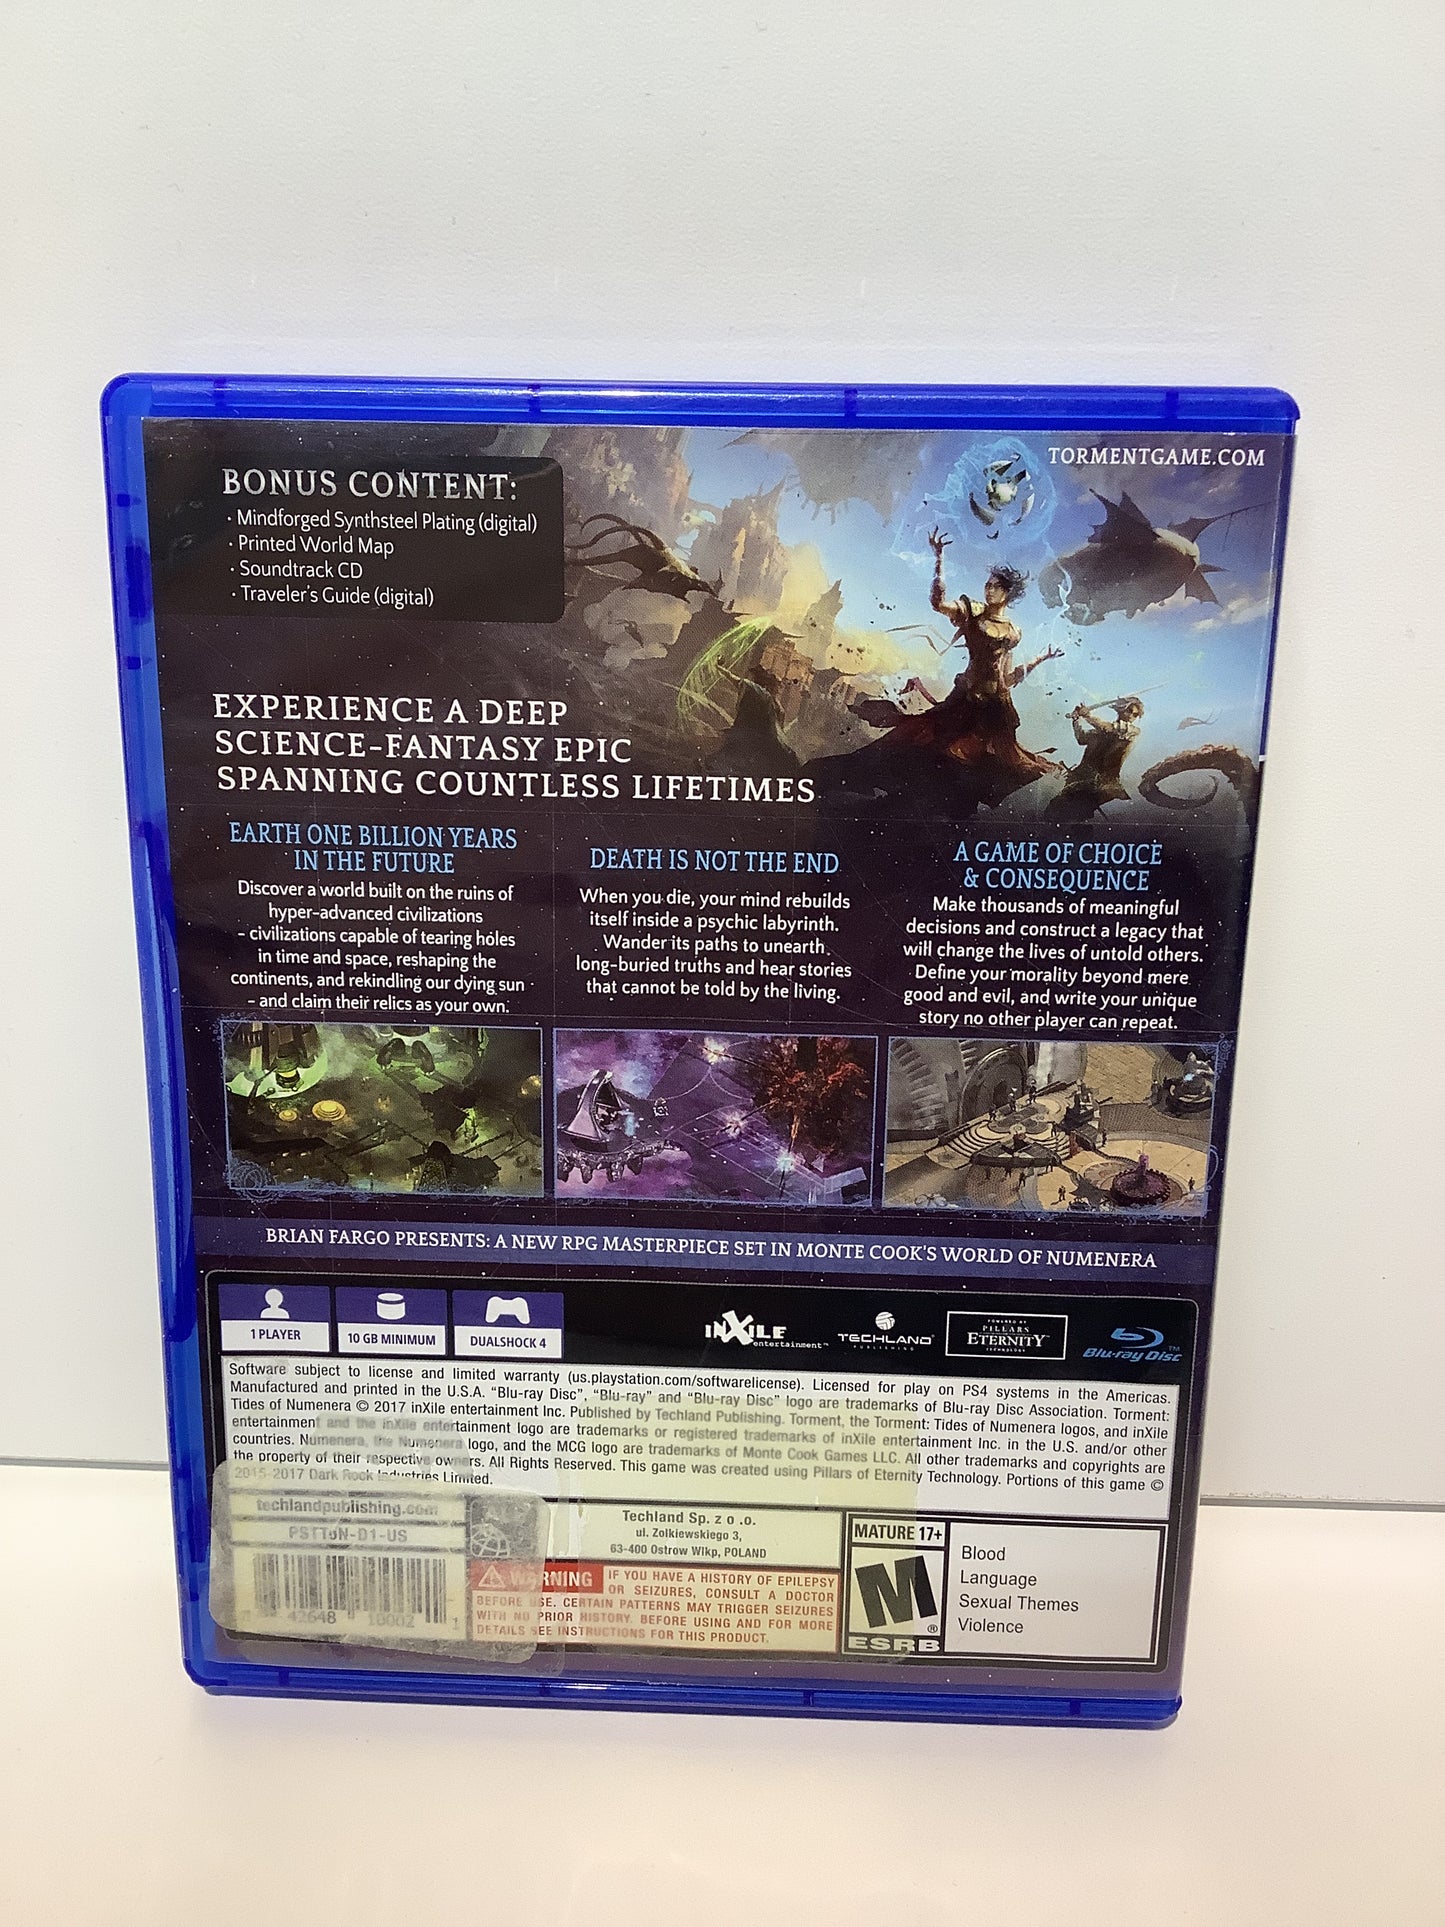 TORMENTGAME.COM
BONUS CONTENT:
· Mindforged Synthsteel Plating (digital)
· Printed World Map
· Soundtrack CD
· Traveler's Guide (digital)
EXPERIENCE A DEEP
SCIENCE-FANTASY EPIC
SPANNING COUNTLESS LIFETIMES
EARTH ONE BILLION YEARS
IN THE FUTURE
Discover a world built on the ruins of
hyper-advanced civilizations
– civilizations capable of tearing holes
in time and space, reshaping the
continents, and rekindling our dying sun
– and claim their relics as your own.
DEATH IS NOT THE END
When you die, your mind rebuilds
itself inside a psychic labyrinth.
Wander its paths to unearth
long-buried truths and hear stories
that cannot be told by the living.
A GAME OF CHOICE
& CONSEQUENCE
Make thousands of meaningful
decisions and construct a legacy that
will change the lives of untold others.
Define your morality beyond mere
good and evil, and write your unique
story no other player can repeat.
BRIAN FARGO PRESENTS: A NEW RPG MASTERPIECE SET IN MONTE COOK'S WORLD OF NUMENERA
1 PLAYER
10 GB MINIMUM
DUALSHOCK 4
INXILE
entertainment™
TECHLAND
PUBLISHING
POWERED BY
PILLARS
ETERNITY
TECHNOLOGY
Blu-ray Disc™
Software subject to license and limited warranty (us.playstation.com/softwarelicense). Licensed for play on PS4 systems in the Americas.
Manufactured and printed in the U.S.A. “Blu-ray Disc”, “Blu-ray” and “Blu-ray Disc” logo are trademarks of Blu-ray Disc Association. Torment:
Tides of Numenera © 2017 inXile entertainment Inc. Published by Techland Publishing. Torment, the Torment: Tides of Numenera logos, and inXile
entertainment and the inXile entertainment logo are trademarks or registered trademarks of inXile entertainment Inc. in the U.S. and/or other
countries. Numenera, the Numenera logo, and the MCG logo are trademarks of Monte Cook Games LLC. All other trademarks and copyrights are
the property of their respective owners. All Rights Reserved. This game was created using Pillars of Eternity Technology. Portions of this game ©
2015-2017 Dark Rock Industries Limited.
techlandpublishing.com
PSTTON-D1-US
42648 10002 1
Techland Sp. z o .o.
ul. Zolkiewskiego 3,
63-400 Ostrow Wlkp, POLAND
WARNING IF YOU HAVE A HISTORY OF EPILEPSY
OR SEIZURES, CONSULT A DOCTOR
BEFORE USE. CERTAIN PATTERNS MAY TRIGGER SEIZURES
WITH NO PRIOR HISTORY. BEFORE USING AND FOR MORE
DETAILS SEE INSTRUCTIONS FOR THIS PRODUCT.
MATURE 17+
M
®
ESRB
Blood
Language
Sexual Themes
Violence